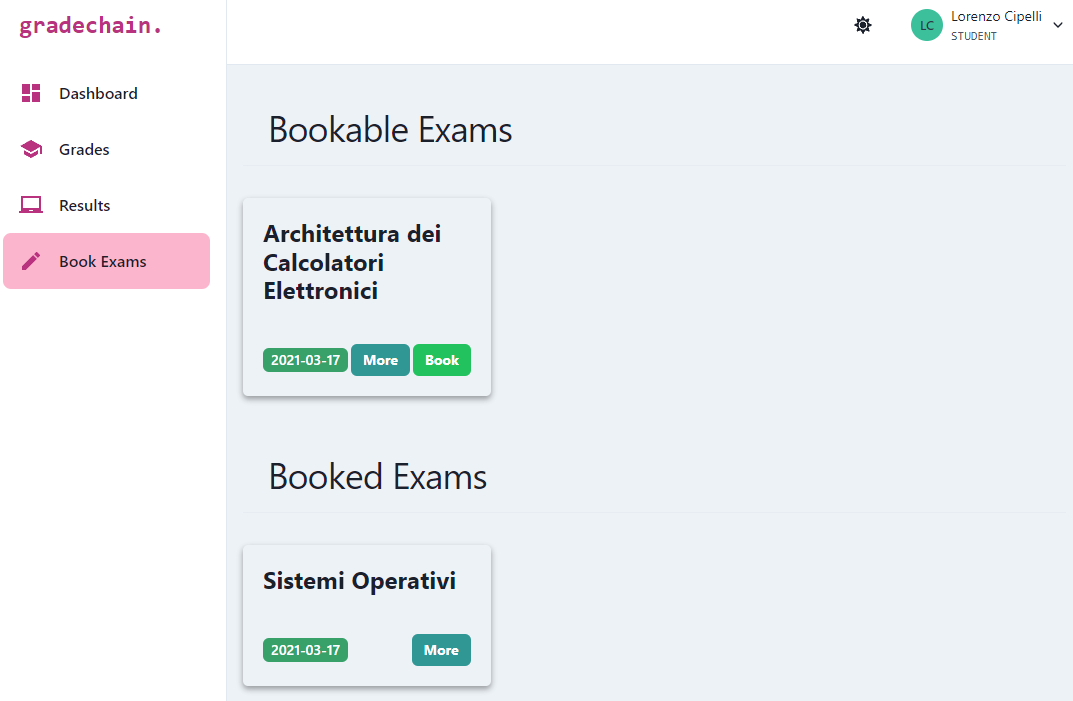 gradechain.
LC
Lorenzo Cipelli
STUDENT
Dashboard
Grades
Results
Book Exams
Bookable Exams
Architettura dei
Calcolatori
Elettronici
2021-03-17 More Book
Booked Exams
Sistemi Operativi
2021-03-17 More